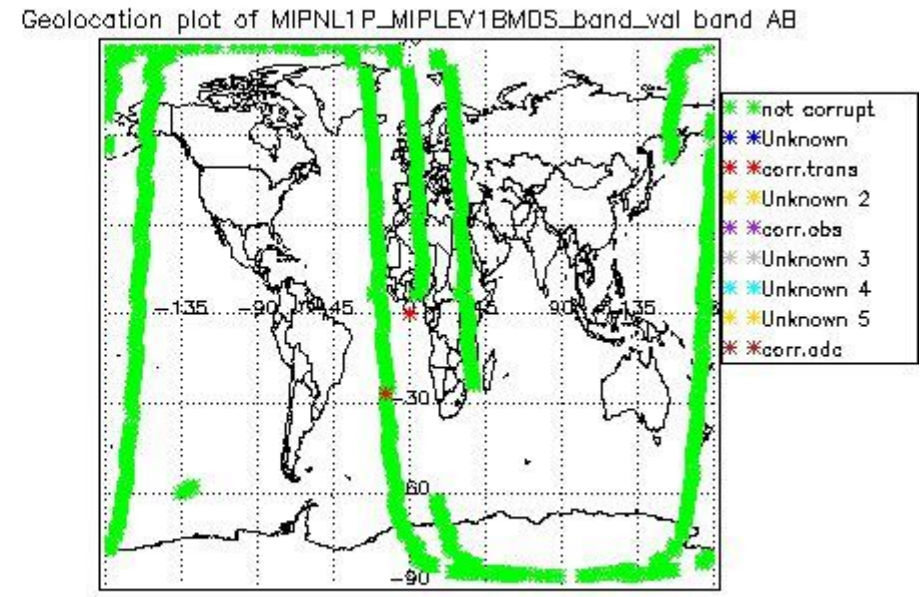 Geolocation plot of MIPNL1P_MIPLEV1BMDS_band_val band AB
not corrupt
Unknown
corr.trans
Unknown 2
corr.obs
Unknown 3
Unknown 4
Unknown 5
corr.adc
-135 -90 -45 90 135
-30
-60
-90